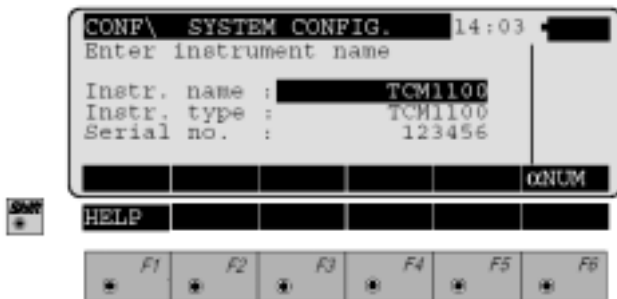 CONF\ SYSTEM CONFIG. 14:03
Enter instrument name
Instr. name : TCM1100
Instr. type : TCM1100
Serial no. : 123456
αNUM
Shift
HELP
F1 F2 F3 F4 F5 F6